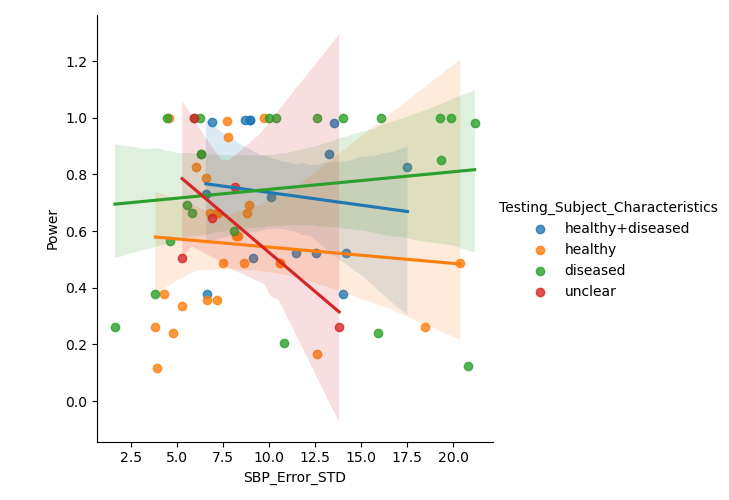 1.2
1.0
0.8
0.6
0.4
0.2
0.0
Power
2.5 5.0 7.5 10.0 12.5 15.0 17.5 20.0
SBP_Error_STD
Testing_Subject_Characteristics
healthy+diseased
healthy
diseased
unclear